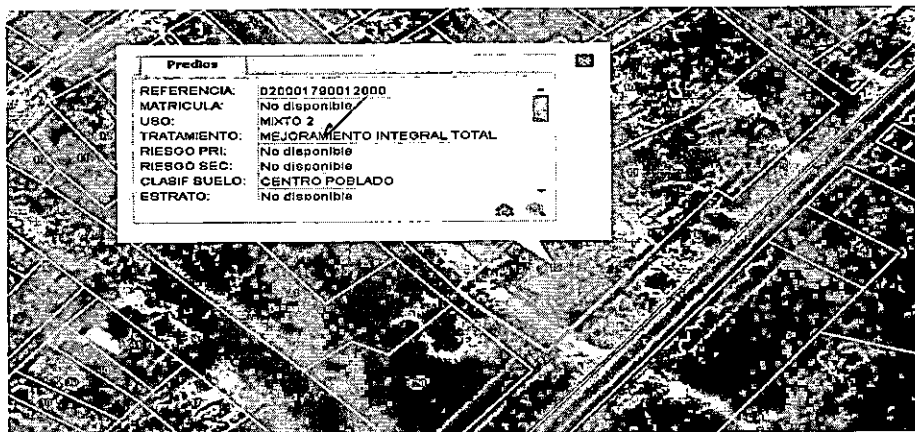 Predios
REFERENCIA: 020001790012000
MATRICULA: No disponible
USO: MIXTO 2
TRATAMIENTO: MEJORAMIENTO INTEGRAL TOTAL
RIESGO PRI: No disponible
RIESGO SEC: No disponible
CLASIF SUELO: CENTRO POBLADO
ESTRATO: No disponible